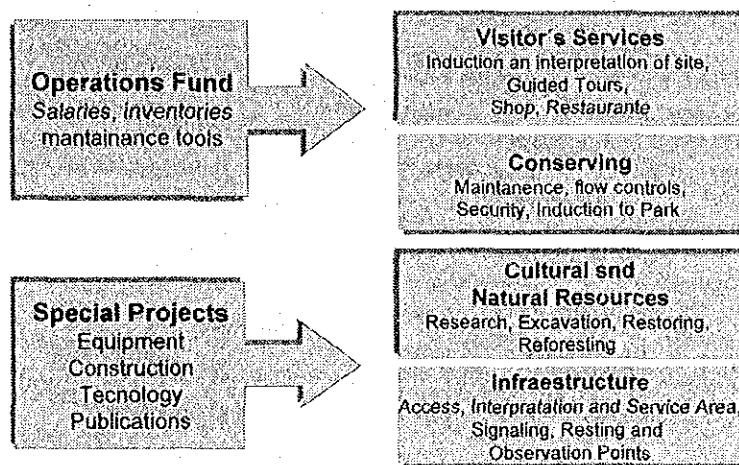 Operations Fund
Salaries, inventories
mantainance tools
Visitor's Services
Induction an interpretation of site,
Guided Tours,
Shop, Restaurante
Conserving
Maintanence, flow controls,
Security, Induction to Park
Special Projects
Equipment
Construction
Tecnology
Publications
Cultural snd
Natural Resources
Research, Excavation, Restoring,
Reforesting
Infraestructure
Access, Interpratation and Service Area,
Signaling, Resting and
Observation Points